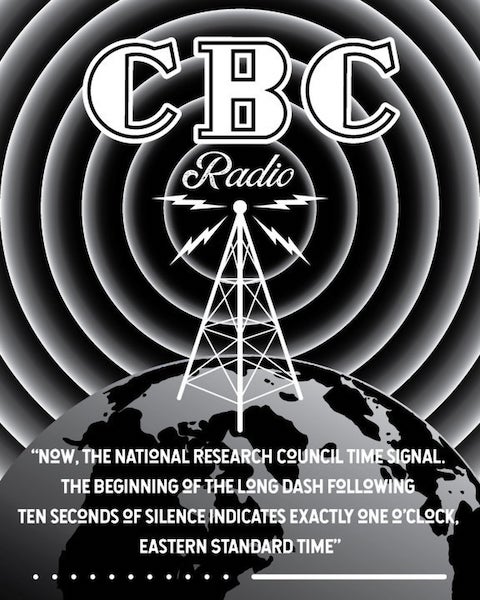 CBC
Radio
“NOW, THE NATIONAL RESEARCH COUNCIL TIME SIGNAL.
THE BEGINNING OF THE LONG DASH FOLLOWING
TEN SECONDS OF SILENCE INDICATES EXACTLY ONE O'CLOCK,
EASTERN STANDARD TIME”